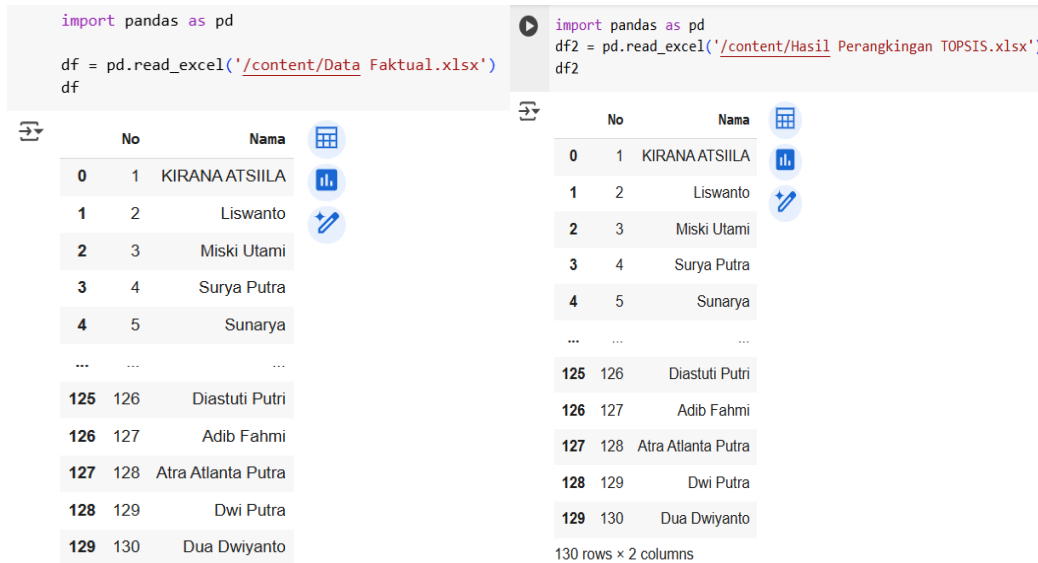 import pandas as pd
df = pd.read_excel('/content/Data Faktual.xlsx')
df
No Nama
0 1 KIRANA ATSIILA
1 2 Liswanto
2 3 Miski Utami
3 4 Surya Putra
4 5 Sunarya
... ... ...
125 126 Diastuti Putri
126 127 Adib Fahmi
127 128 Atra Atlanta Putra
128 129 Dwi Putra
129 130 Dua Dwiyanto
import pandas as pd
df2 = pd.read_excel('/content/Hasil Perangkingan TOPSIS.xlsx')
df2
No Nama
0 1 KIRANA ATSIILA
1 2 Liswanto
2 3 Miski Utami
3 4 Surya Putra
4 5 Sunarya
... ... ...
125 126 Diastuti Putri
126 127 Adib Fahmi
127 128 Atra Atlanta Putra
128 129 Dwi Putra
129 130 Dua Dwiyanto
130 rows × 2 columns